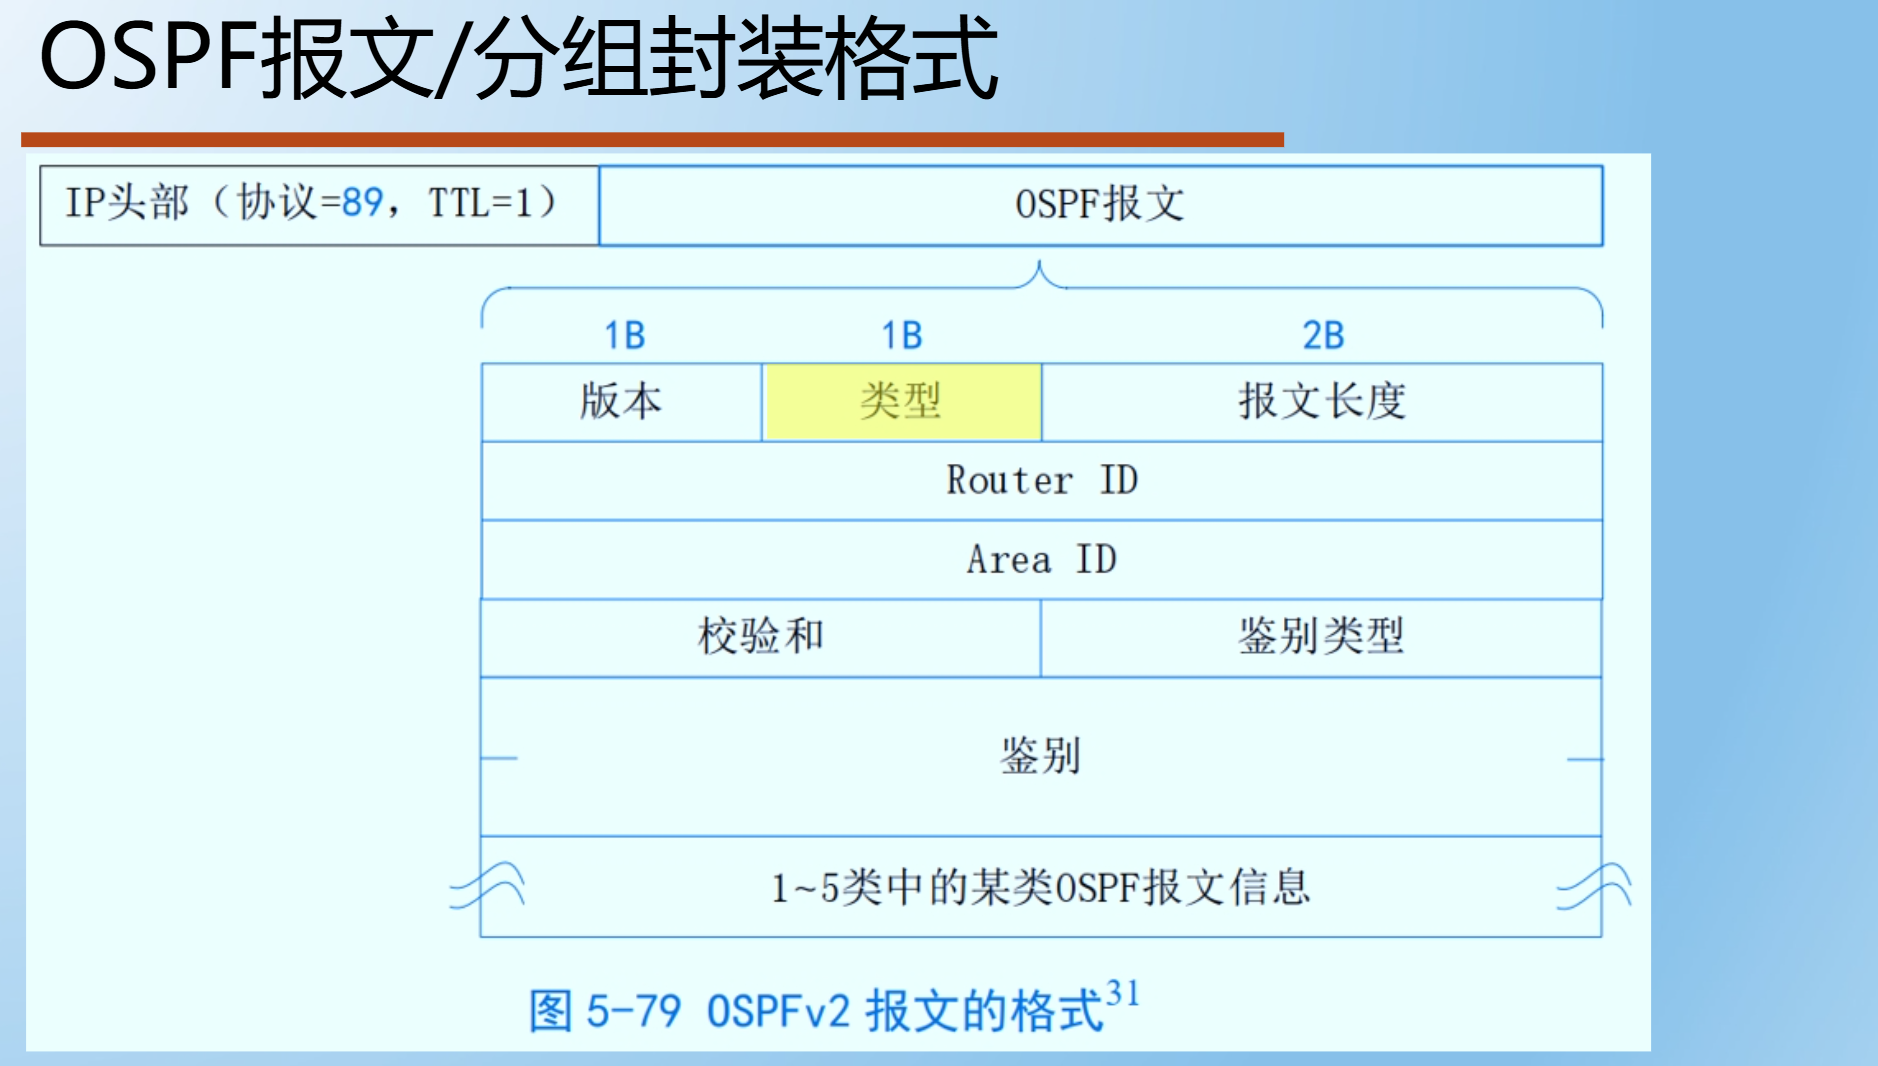 OSPF报文/分组封装格式
IP头部（协议=89，TTL=1）
OSPF报文
1B
1B
2B
版本
类型
报文长度
Router ID
Area ID
校验和
鉴别类型
鉴别
1~5类中的某类OSPF报文信息
图 5-79 OSPFv2 报文的格式31